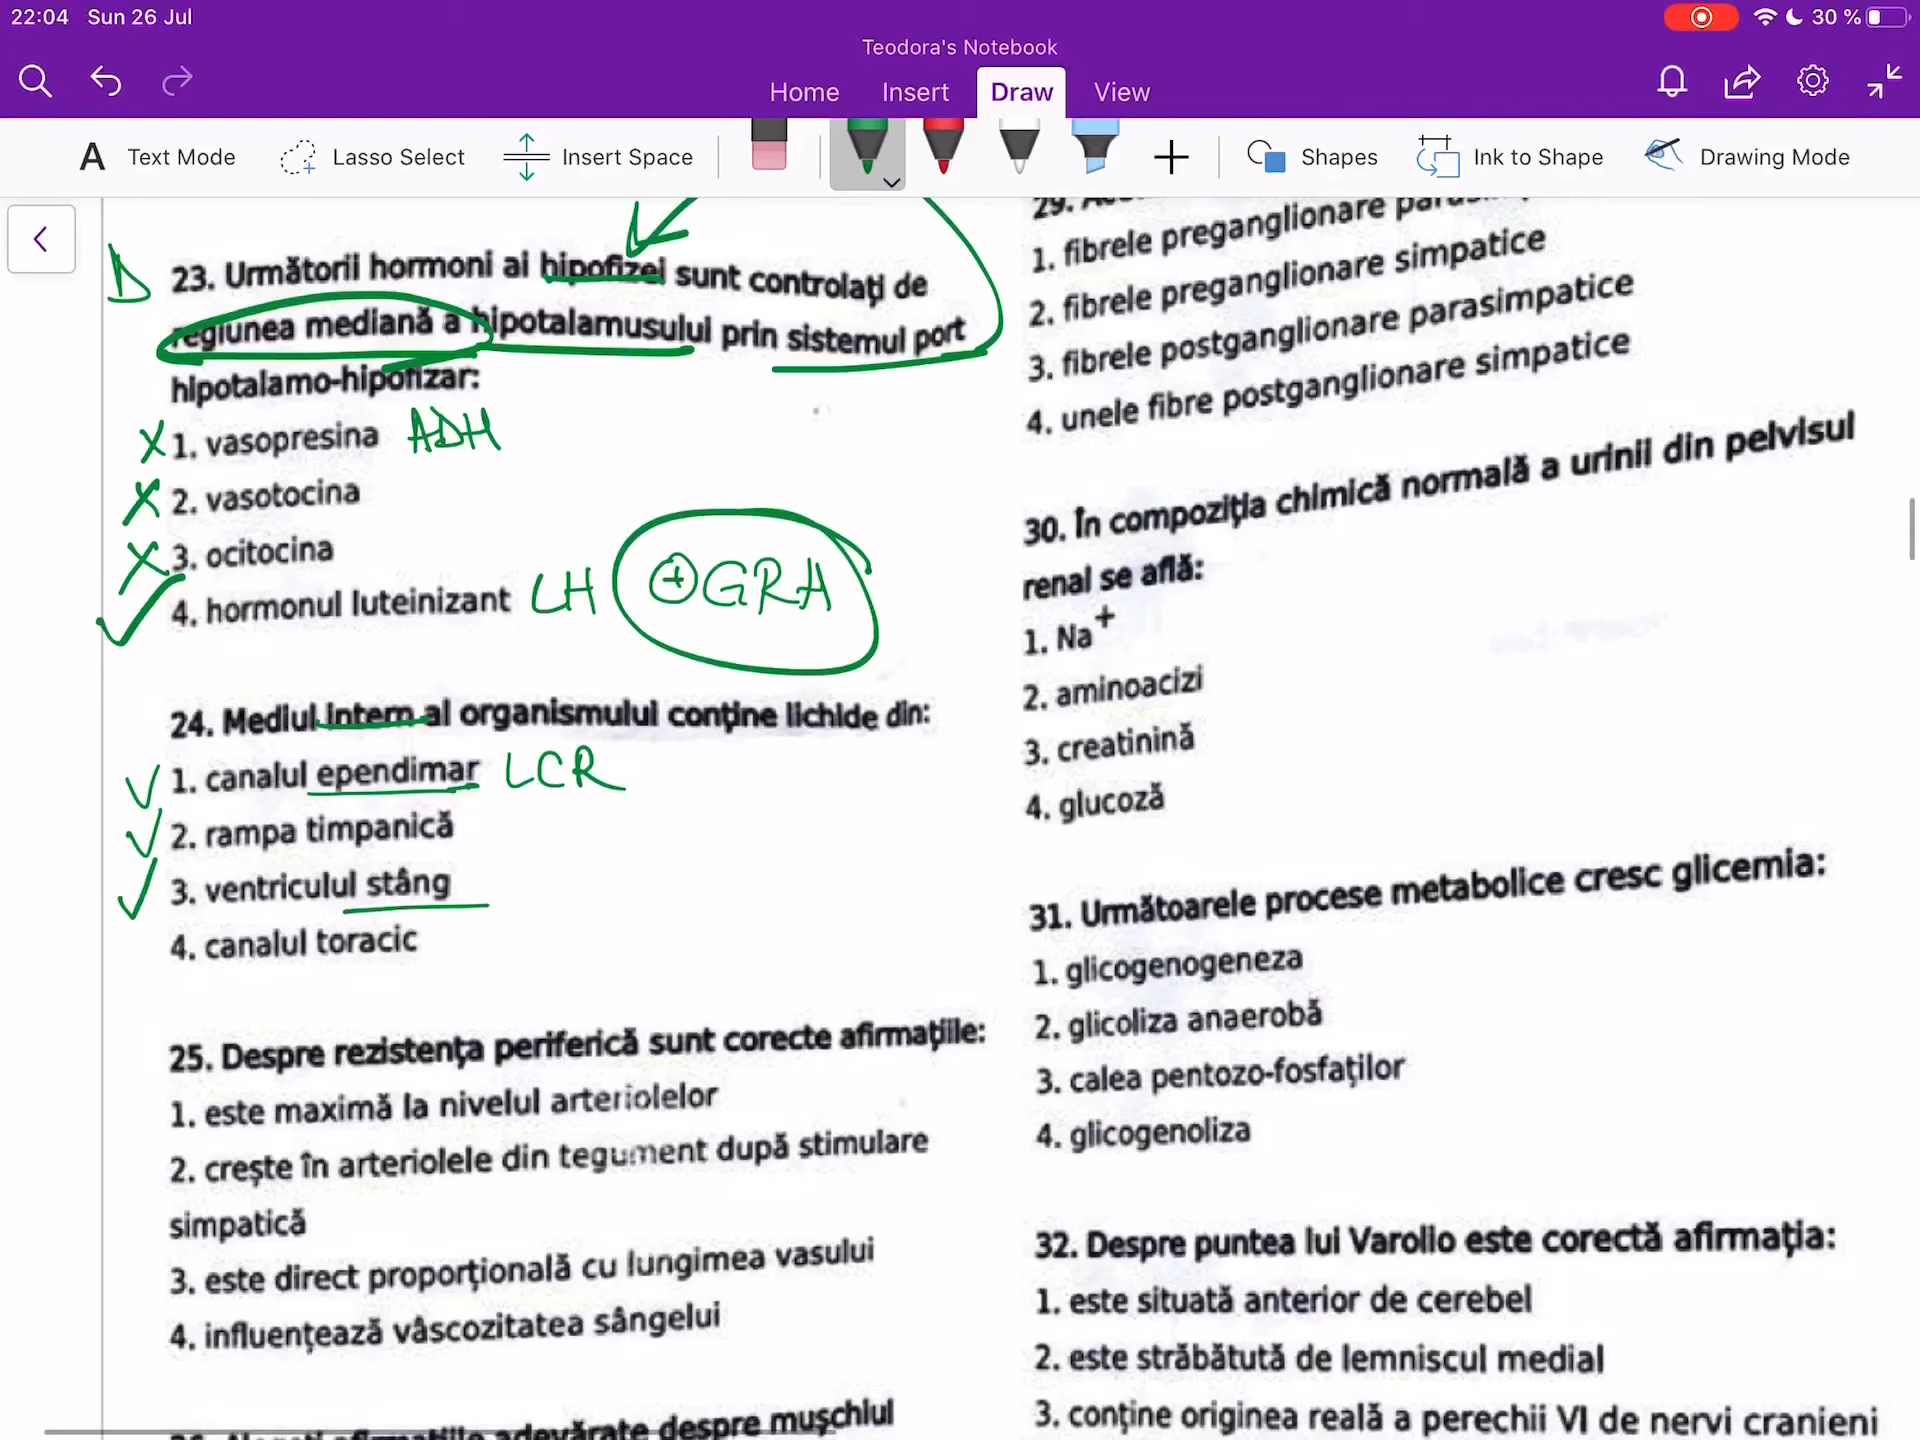 22:04 Sun 26 Jul
30 %
Teodora's Notebook
Home Insert Draw View
A Text Mode Lasso Select Insert Space Shapes Ink to Shape Drawing Mode
D 23. Următorii hormoni ai hipofizei sunt controlați de
regiunea mediană a hipotalamusului prin sistemul port
hipotalamo-hipofizar:
X 1. vasopresina ADH
X 2. vasotocina
X 3. ocitocina
4. hormonul luteinizant LH + GRH
24. Mediul intern al organismului conține lichide din:
1. canalul ependimar LCR
2. rampa timpanică
3. ventriculul stâng
4. canalul toracic
25. Despre rezistența periferică sunt corecte afirmațiile:
1. este maximă la nivelul arteriolelor
2. crește în arteriolele din tegument după stimulare
simpatică
3. este direct proporțională cu lungimea vasului
4. influențează vâscozitatea sângelui
despre mușchiul
29.
1. fibrele preganglionare
2. fibrele preganglionare simpatice
3. fibrele postganglionare parasimpatice
4. unele fibre postganglionare simpatice
30. În compoziția chimică normală a urinii din pelvisul
renal se află:
1. Na+
2. aminoacizi
3. creatinină
4. glucoză
31. Următoarele procese metabolice cresc glicemia:
1. glicogenogeneza
2. glicoliza anaerobă
3. calea pentozo-fosfaților
4. glicogenoliza
32. Despre puntea lui Varolio este corectă afirmația:
1. este situată anterior de cerebel
2. este străbătută de lemniscul medial
3. conține originea reală a perechii VI de nervi cranieni